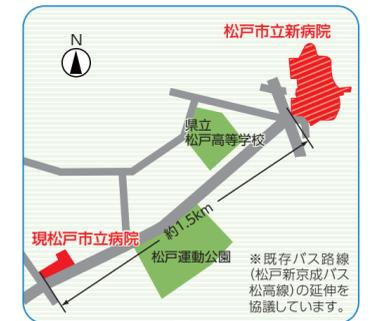 松戸市立新病院
N
県立
松戸高等学校
約1.5km
現松戸市立病院
松戸運動公園
※既存バス路線
(松戸新京成バス
松高線)の延伸を
協議しています。